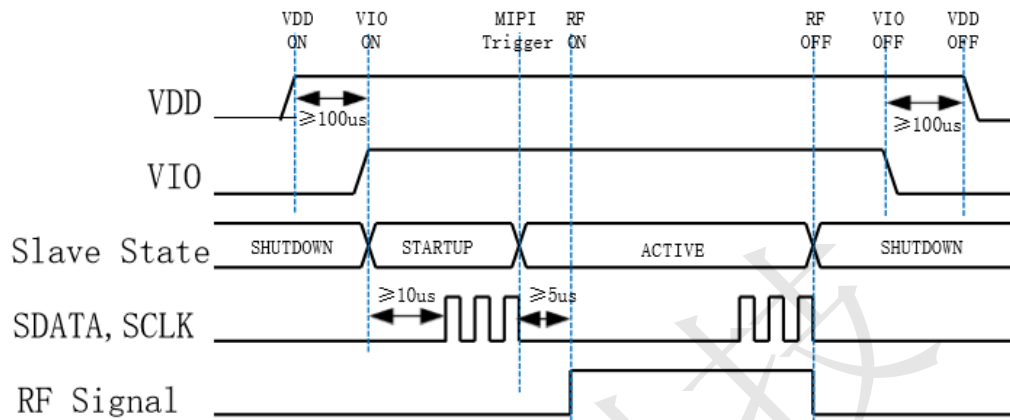 VDD VIO MIPI RF RF VIO VDD
ON ON Trigger ON OFF OFF OFF
VDD
≥100us
≥100us
VIO
Slave State
SHUTDOWN
STARTUP
ACTIVE
SHUTDOWN
≥10us
≥5us
SDATA,SCLK
RF Signal